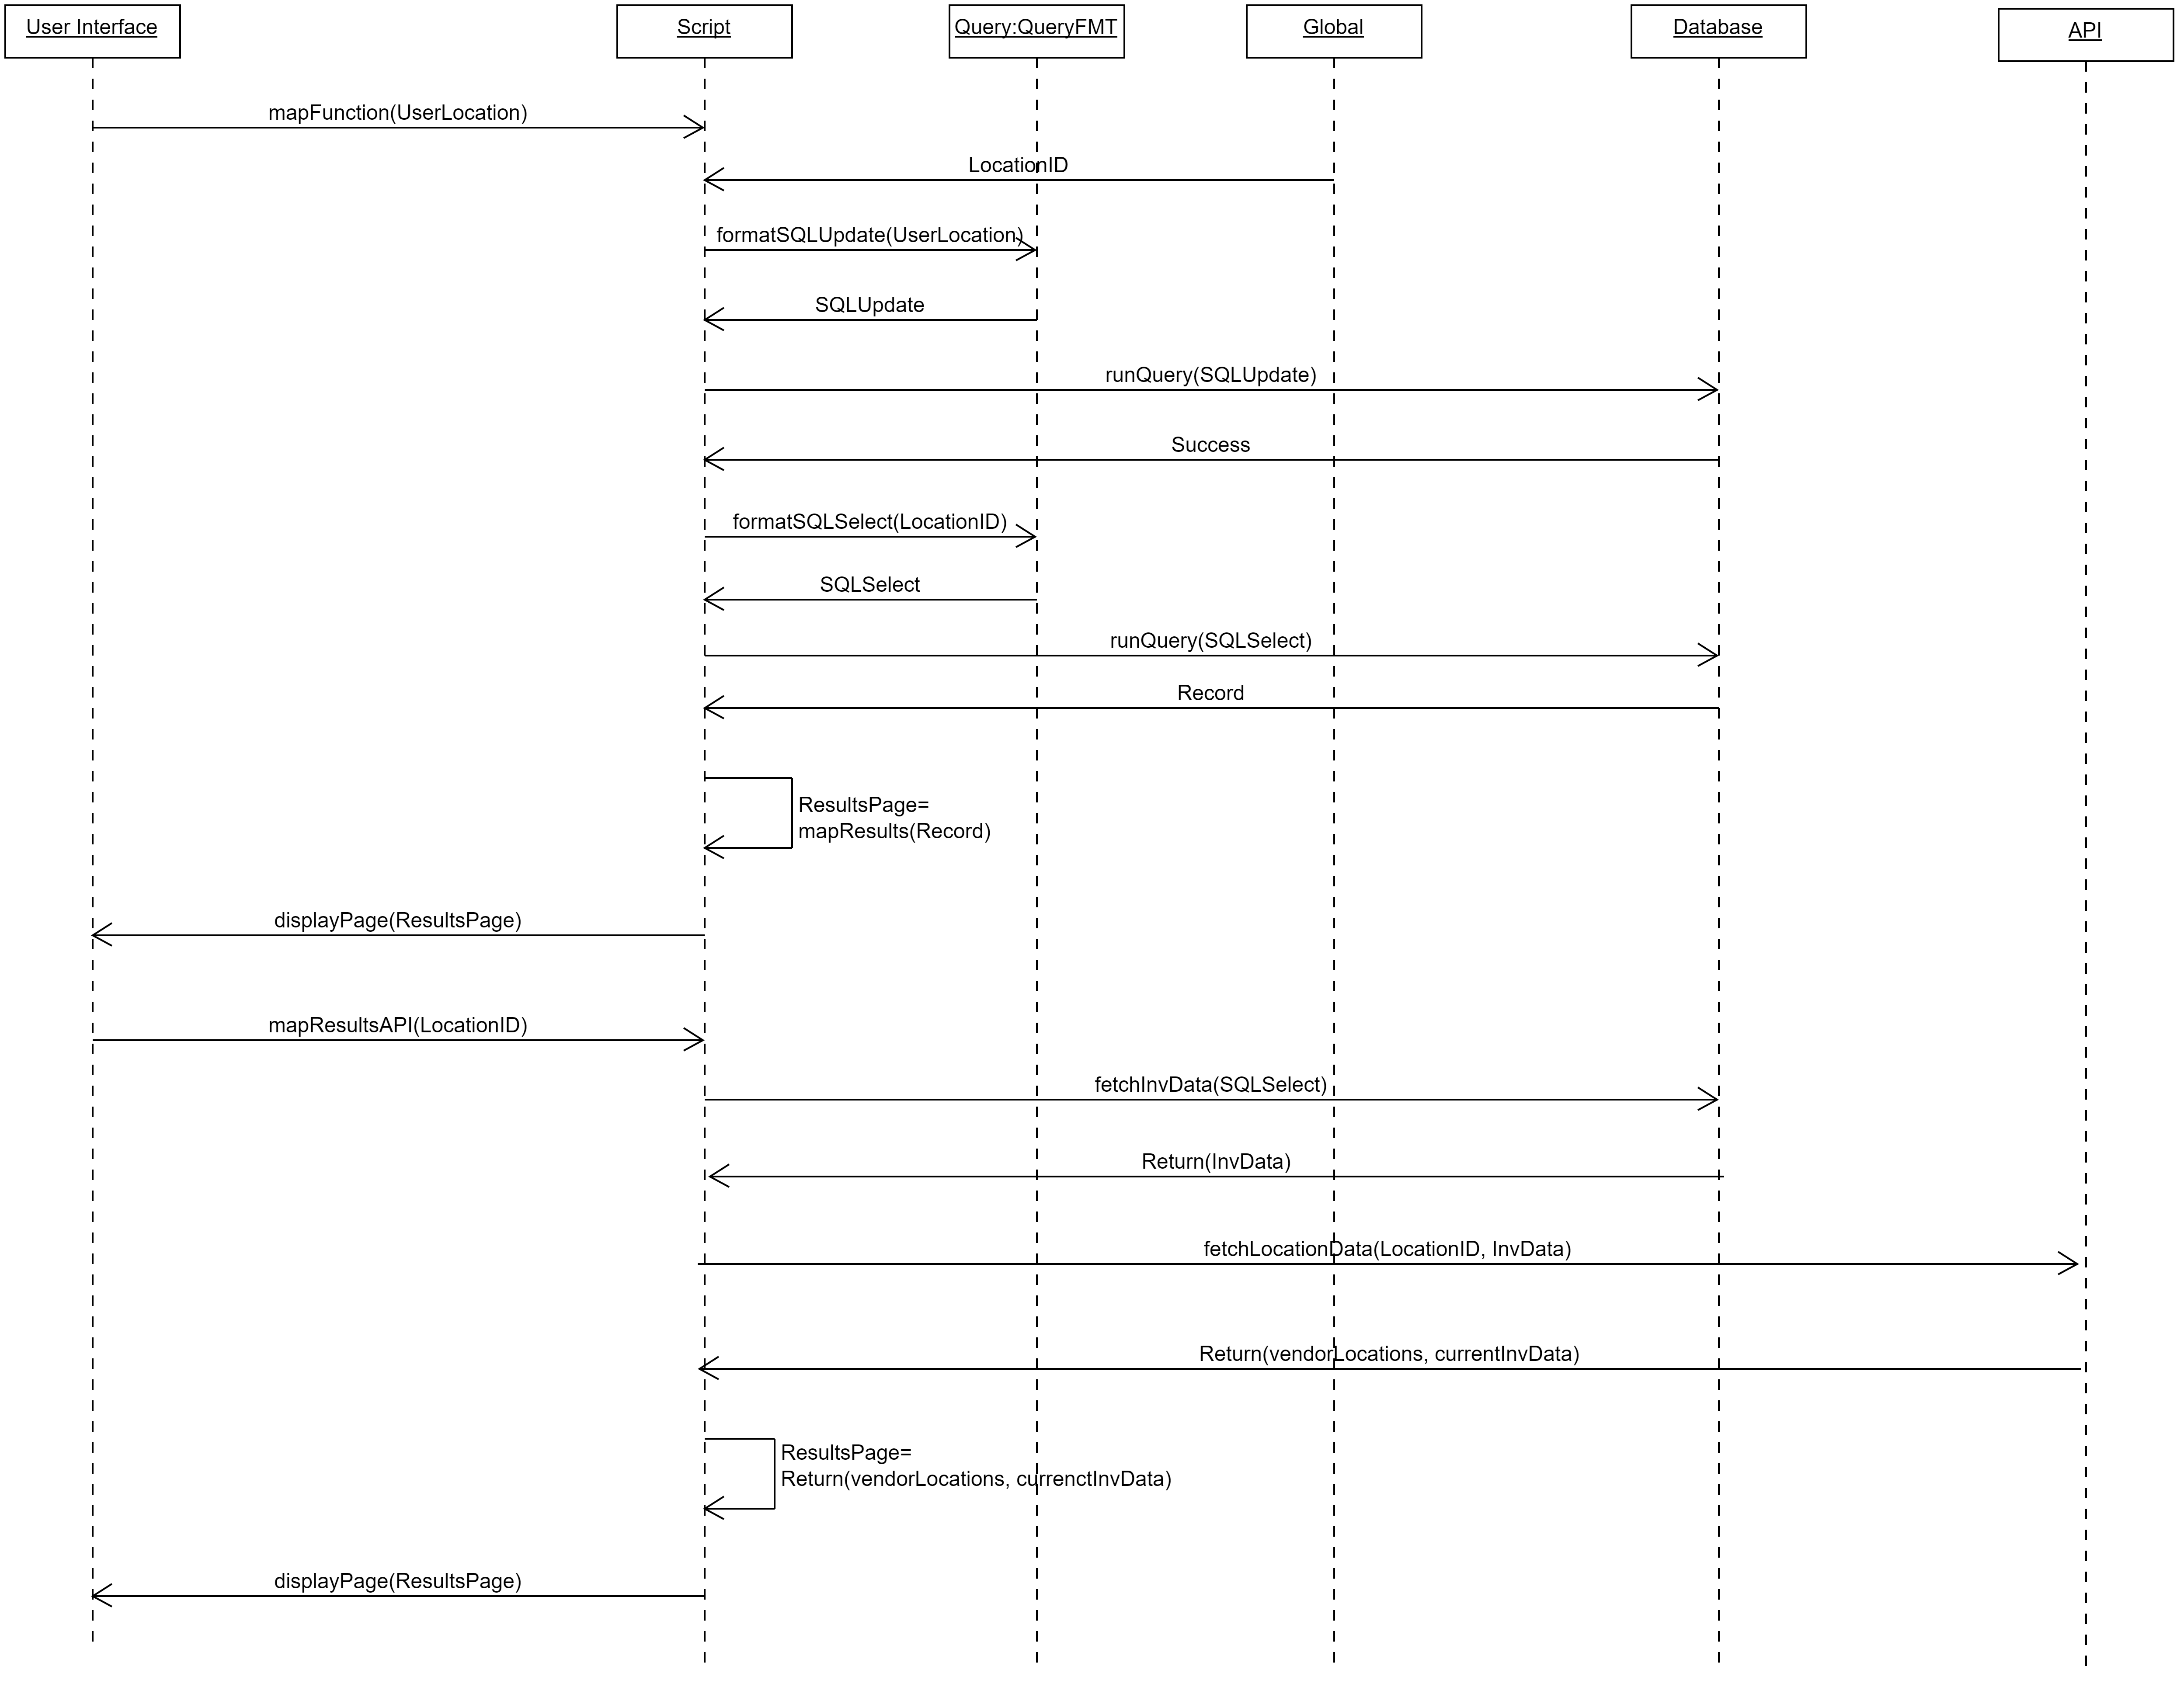 User Interface
Script
Query:QueryFMT
Global
Database
API
mapFunction(UserLocation)
LocationID
formatSQLUpdate(UserLocation)
SQLUpdate
runQuery(SQLUpdate)
Success
formatSQLSelect(LocationID)
SQLSelect
runQuery(SQLSelect)
Record
ResultsPage=
mapResults(Record)
displayPage(ResultsPage)
mapResultsAPI(LocationID)
fetchInvData(SQLSelect)
Return(InvData)
fetchLocationData(LocationID, InvData)
Return(vendorLocations, currentInvData)
ResultsPage=
Return(vendorLocations, currenctInvData)
displayPage(ResultsPage)